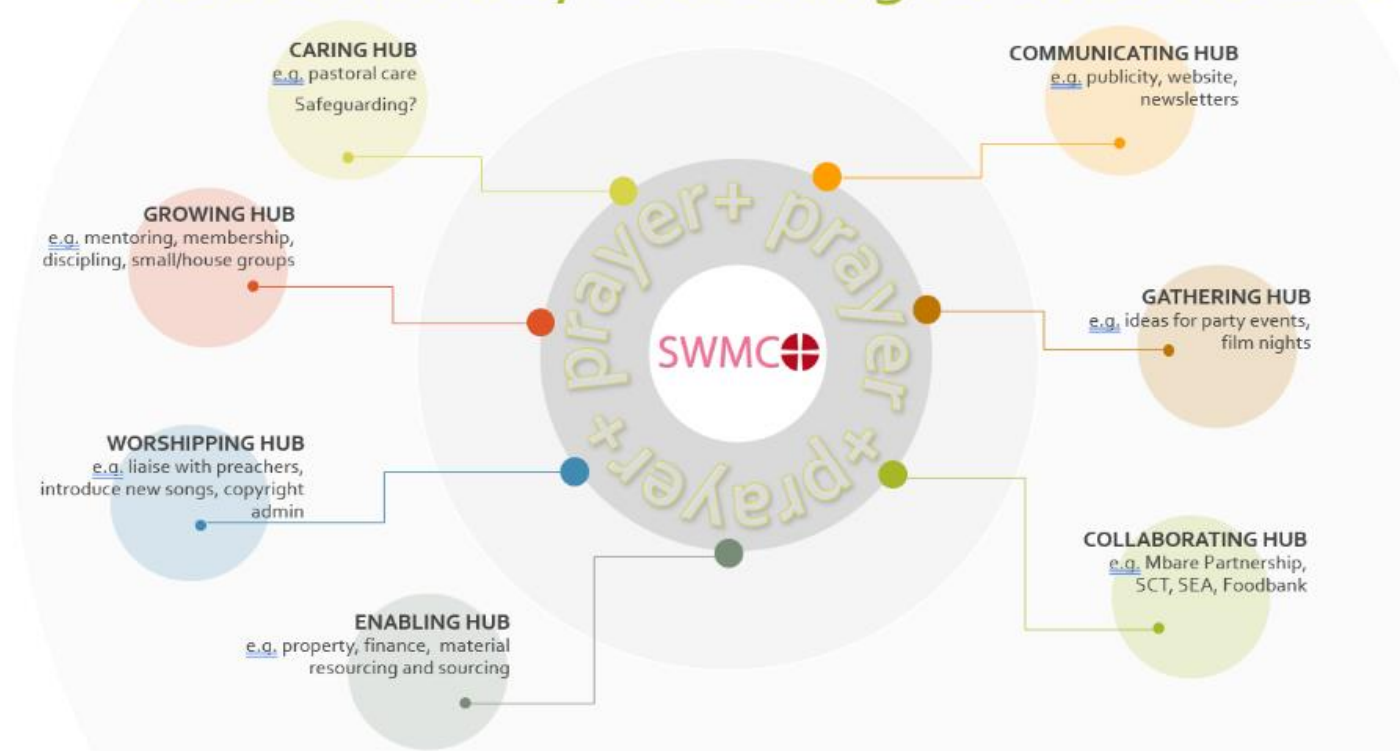 CARING HUB
e.g. pastoral care
Safeguarding?
COMMUNICATING HUB
e.g. publicity, website,
newsletters
GROWING HUB
e.g. mentoring, membership,
discipling, small/house groups
GATHERING HUB
e.g. ideas for party events,
film nights
prayer+ prayer +prayer+
SWMC
WORSHIPPING HUB
e.g. liaise with preachers,
introduce new songs, copyright
admin
COLLABORATING HUB
e.g. Mbare Partnership,
SCT, SEA, Foodbank
ENABLING HUB
e.g. property, finance, material
resourcing and sourcing